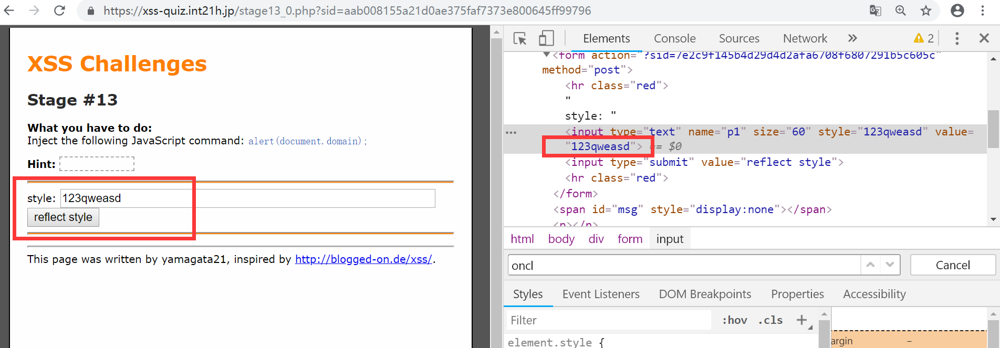 https://xss-quiz.int21h.jp/stage13_0.php?sid=aab008155a21d0ae375faf7373e800645ff99796
XSS Challenges
Stage #13
What you have to do:
Inject the following JavaScript command: alert(document.domain);
Hint:
style: 123qweasd
reflect style
This page was written by yamagata21, inspired by http://blogged-on.de/xss/.
Elements Console Sources Network » 2
<form action="?sid=7e2c9f145b4d29d4d2afa6708f6807291b5c605c"
method="post">
<hr class="red">
"
style: "
<input type="text" name="p1" size="60" style="123qweasd" value=
"123qweasd"> == $0
<input type="submit" value="reflect style">
<hr class="red">
</form>
<span id="msg" style="display:none"></span>
<p></p>
html body div form input
oncl Cancel
Styles Event Listeners DOM Breakpoints Properties Accessibility
Filter :hov .cls +
element.style {
argin –